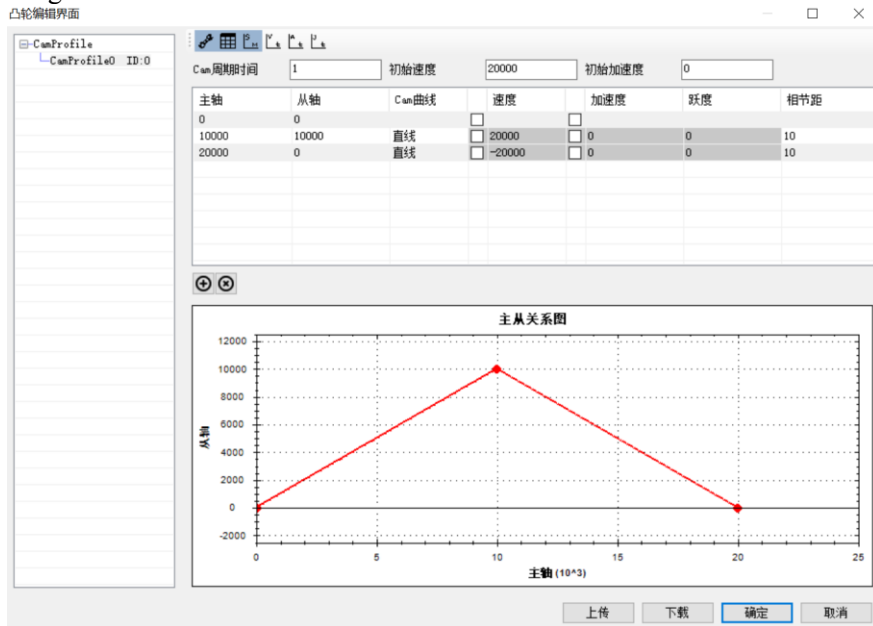 凸轮编辑界面
CamProfile
CamProfile0 ID:0
Cam周期时间 1 初始速度 20000 初始加速度 0
主轴 从轴 Cam曲线 速度 加速度 跃度 相节距
0 0
10000 10000 直线 20000 0 0 10
20000 0 直线 -20000 0 0 10
主从关系图
12000
10000
8000
6000
4000
2000
0
-2000
从轴
0 5 10 15 20 25
主轴 (10^3)
上传 下载 确定 取消